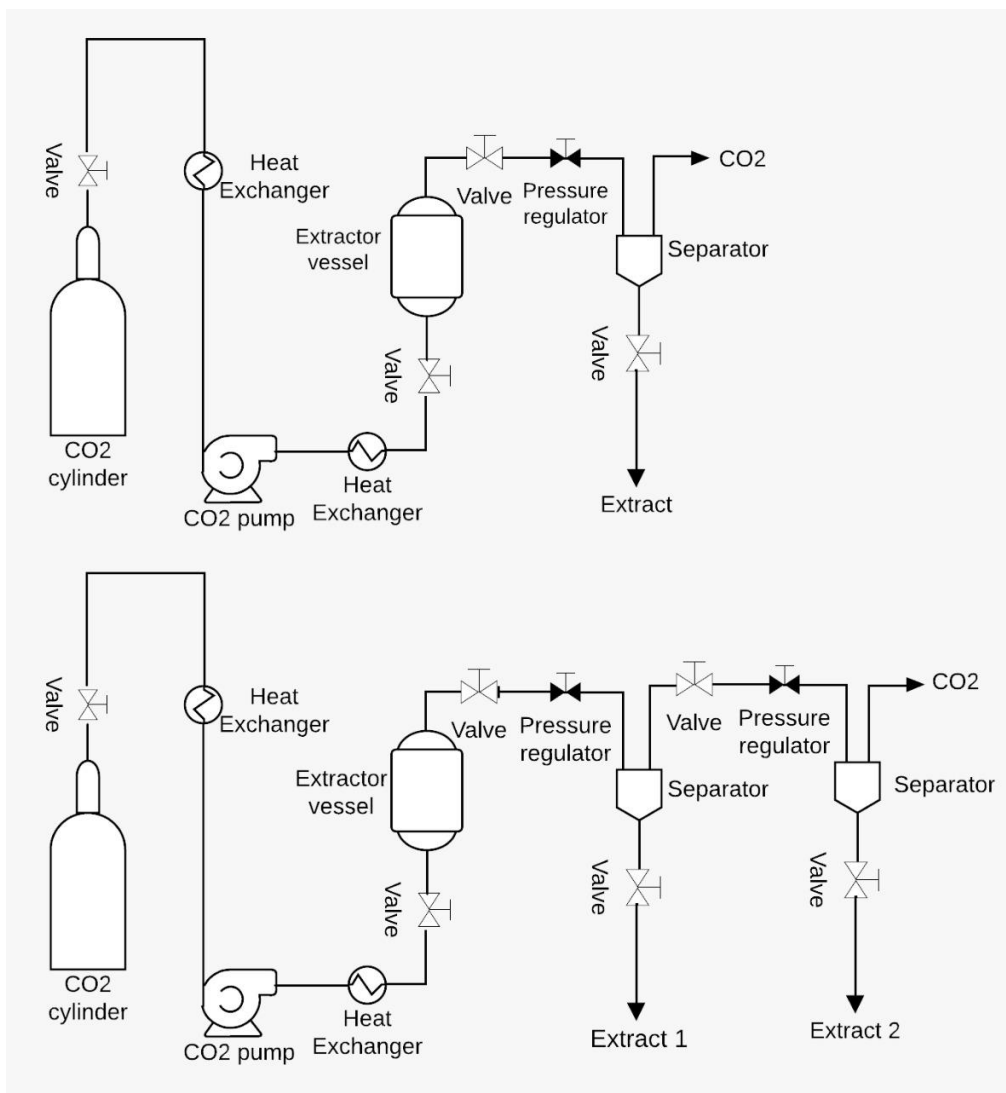 Valve
Heat
Exchanger
CO2
Valve
Pressure
regulator
Extractor
vessel
Separator
Valve
Valve
CO2
cylinder
CO2 pump
Heat
Exchanger
Extract
Valve
Heat
Exchanger
CO2
Valve
Pressure
regulator
Valve
Pressure
regulator
Extractor
vessel
Separator
Separator
Valve
Valve
Valve
CO2
cylinder
CO2 pump
Heat
Exchanger
Extract 1
Extract 2